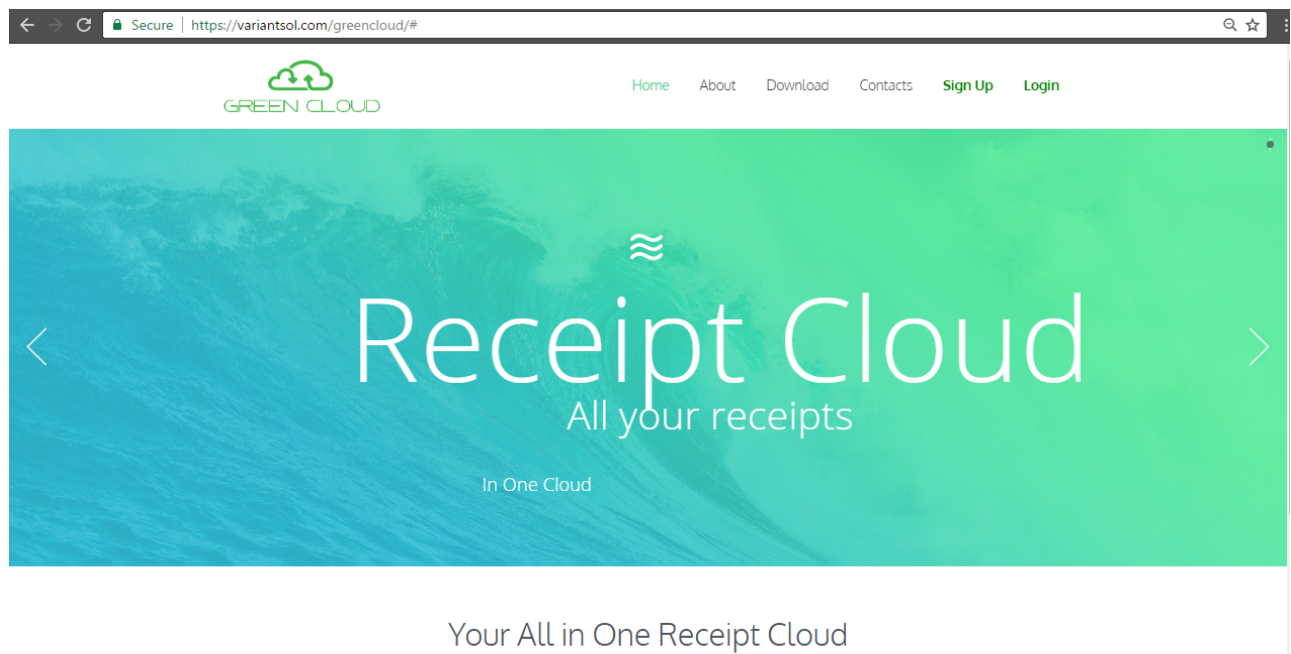 Secure | https://variantsol.com/greencloud/#
GREEN CLOUD
Home About Download Contacts Sign Up Login
Receipt Cloud
All your receipts
In One Cloud
Your All in One Receipt Cloud